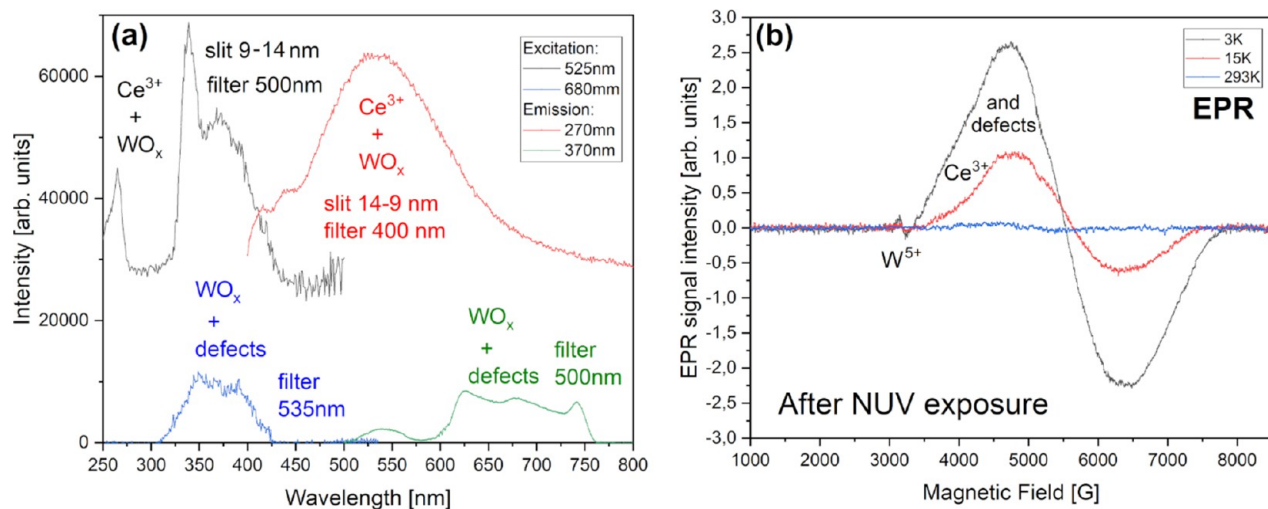 (a)
slit 9-14 nm
filter 500nm
Ce3+
+
WOx
Excitation:
525nm
680mm
Emission:
270mn
370nm
Ce3+
+
WOx
slit 14-9 nm
filter 400 nm
WOx
+
defects
filter
535nm
WOx
+
defects
filter
500nm
Intensity [arb. units]
60000
40000
20000
0
250 300 350 400 450 500 550 600 650 700 750 800
Wavelength [nm]
(b)
3K
15K
293K
EPR
and
defects
Ce3+
W5+
After NUV exposure
EPR signal intensity [arb. units]
3,0
2,5
2,0
1,5
1,0
0,5
0,0
-0,5
-1,0
-1,5
-2,0
-2,5
-3,0
1000 2000 3000 4000 5000 6000 7000 8000
Magnetic Field [G]